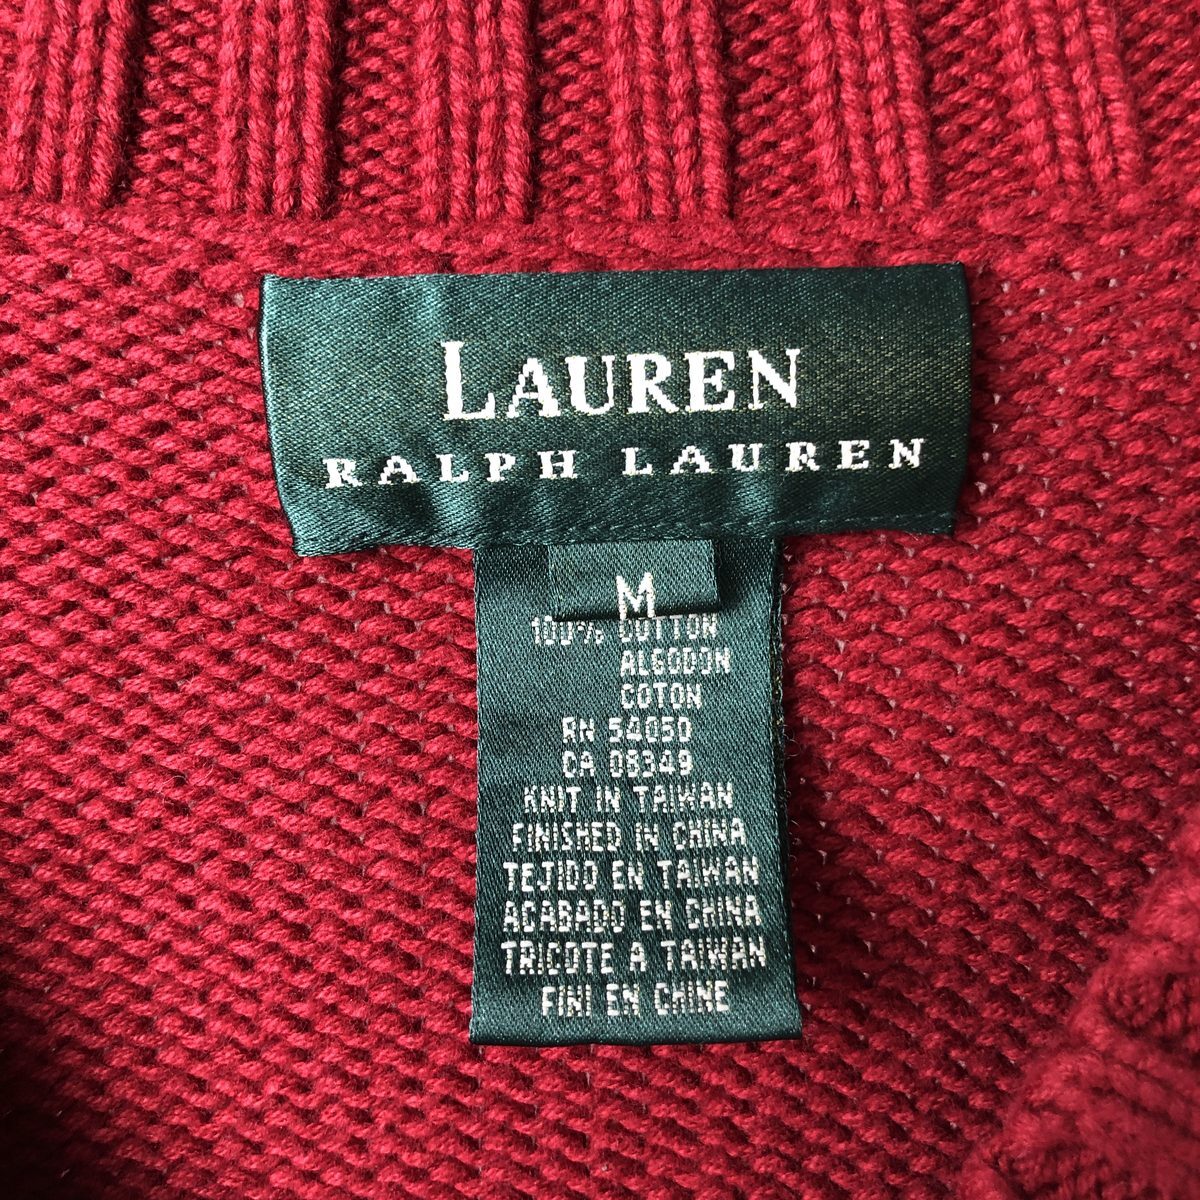 LAUREN
RALPH LAUREN
M
100% COTTON
ALGODON
COTON
RN 54050
CA 08349
KNIT IN TAIWAN
FINISHED IN CHINA
TEJIDO EN TAIWAN
ACABADO EN CHINA
TRICOTE A TAIWAN
FINI EN CHINE